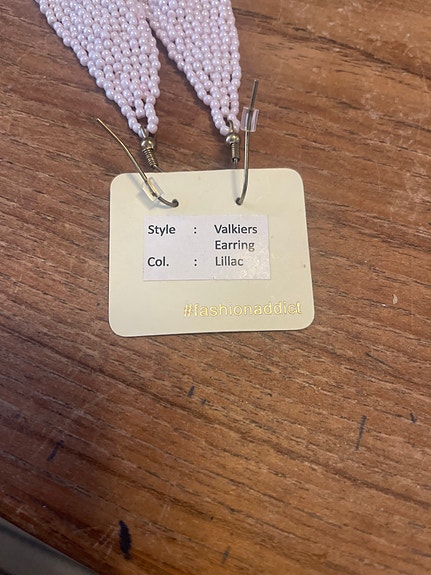 Style : Valkiers
Earring
Col. : Lillac
#fashionaddict